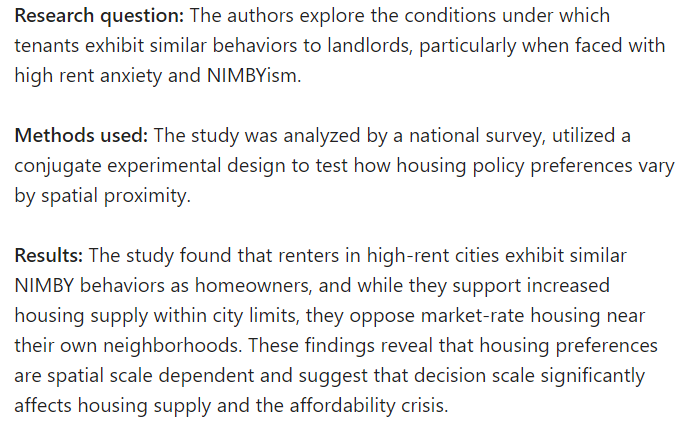 Research question: The authors explore the conditions under which
tenants exhibit similar behaviors to landlords, particularly when faced with
high rent anxiety and NIMBYism.
Methods used: The study was analyzed by a national survey, utilized a
conjugate experimental design to test how housing policy preferences vary
by spatial proximity.
Results: The study found that renters in high-rent cities exhibit similar
NIMBY behaviors as homeowners, and while they support increased
housing supply within city limits, they oppose market-rate housing near
their own neighborhoods. These findings reveal that housing preferences
are spatial scale dependent and suggest that decision scale significantly
affects housing supply and the affordability crisis.